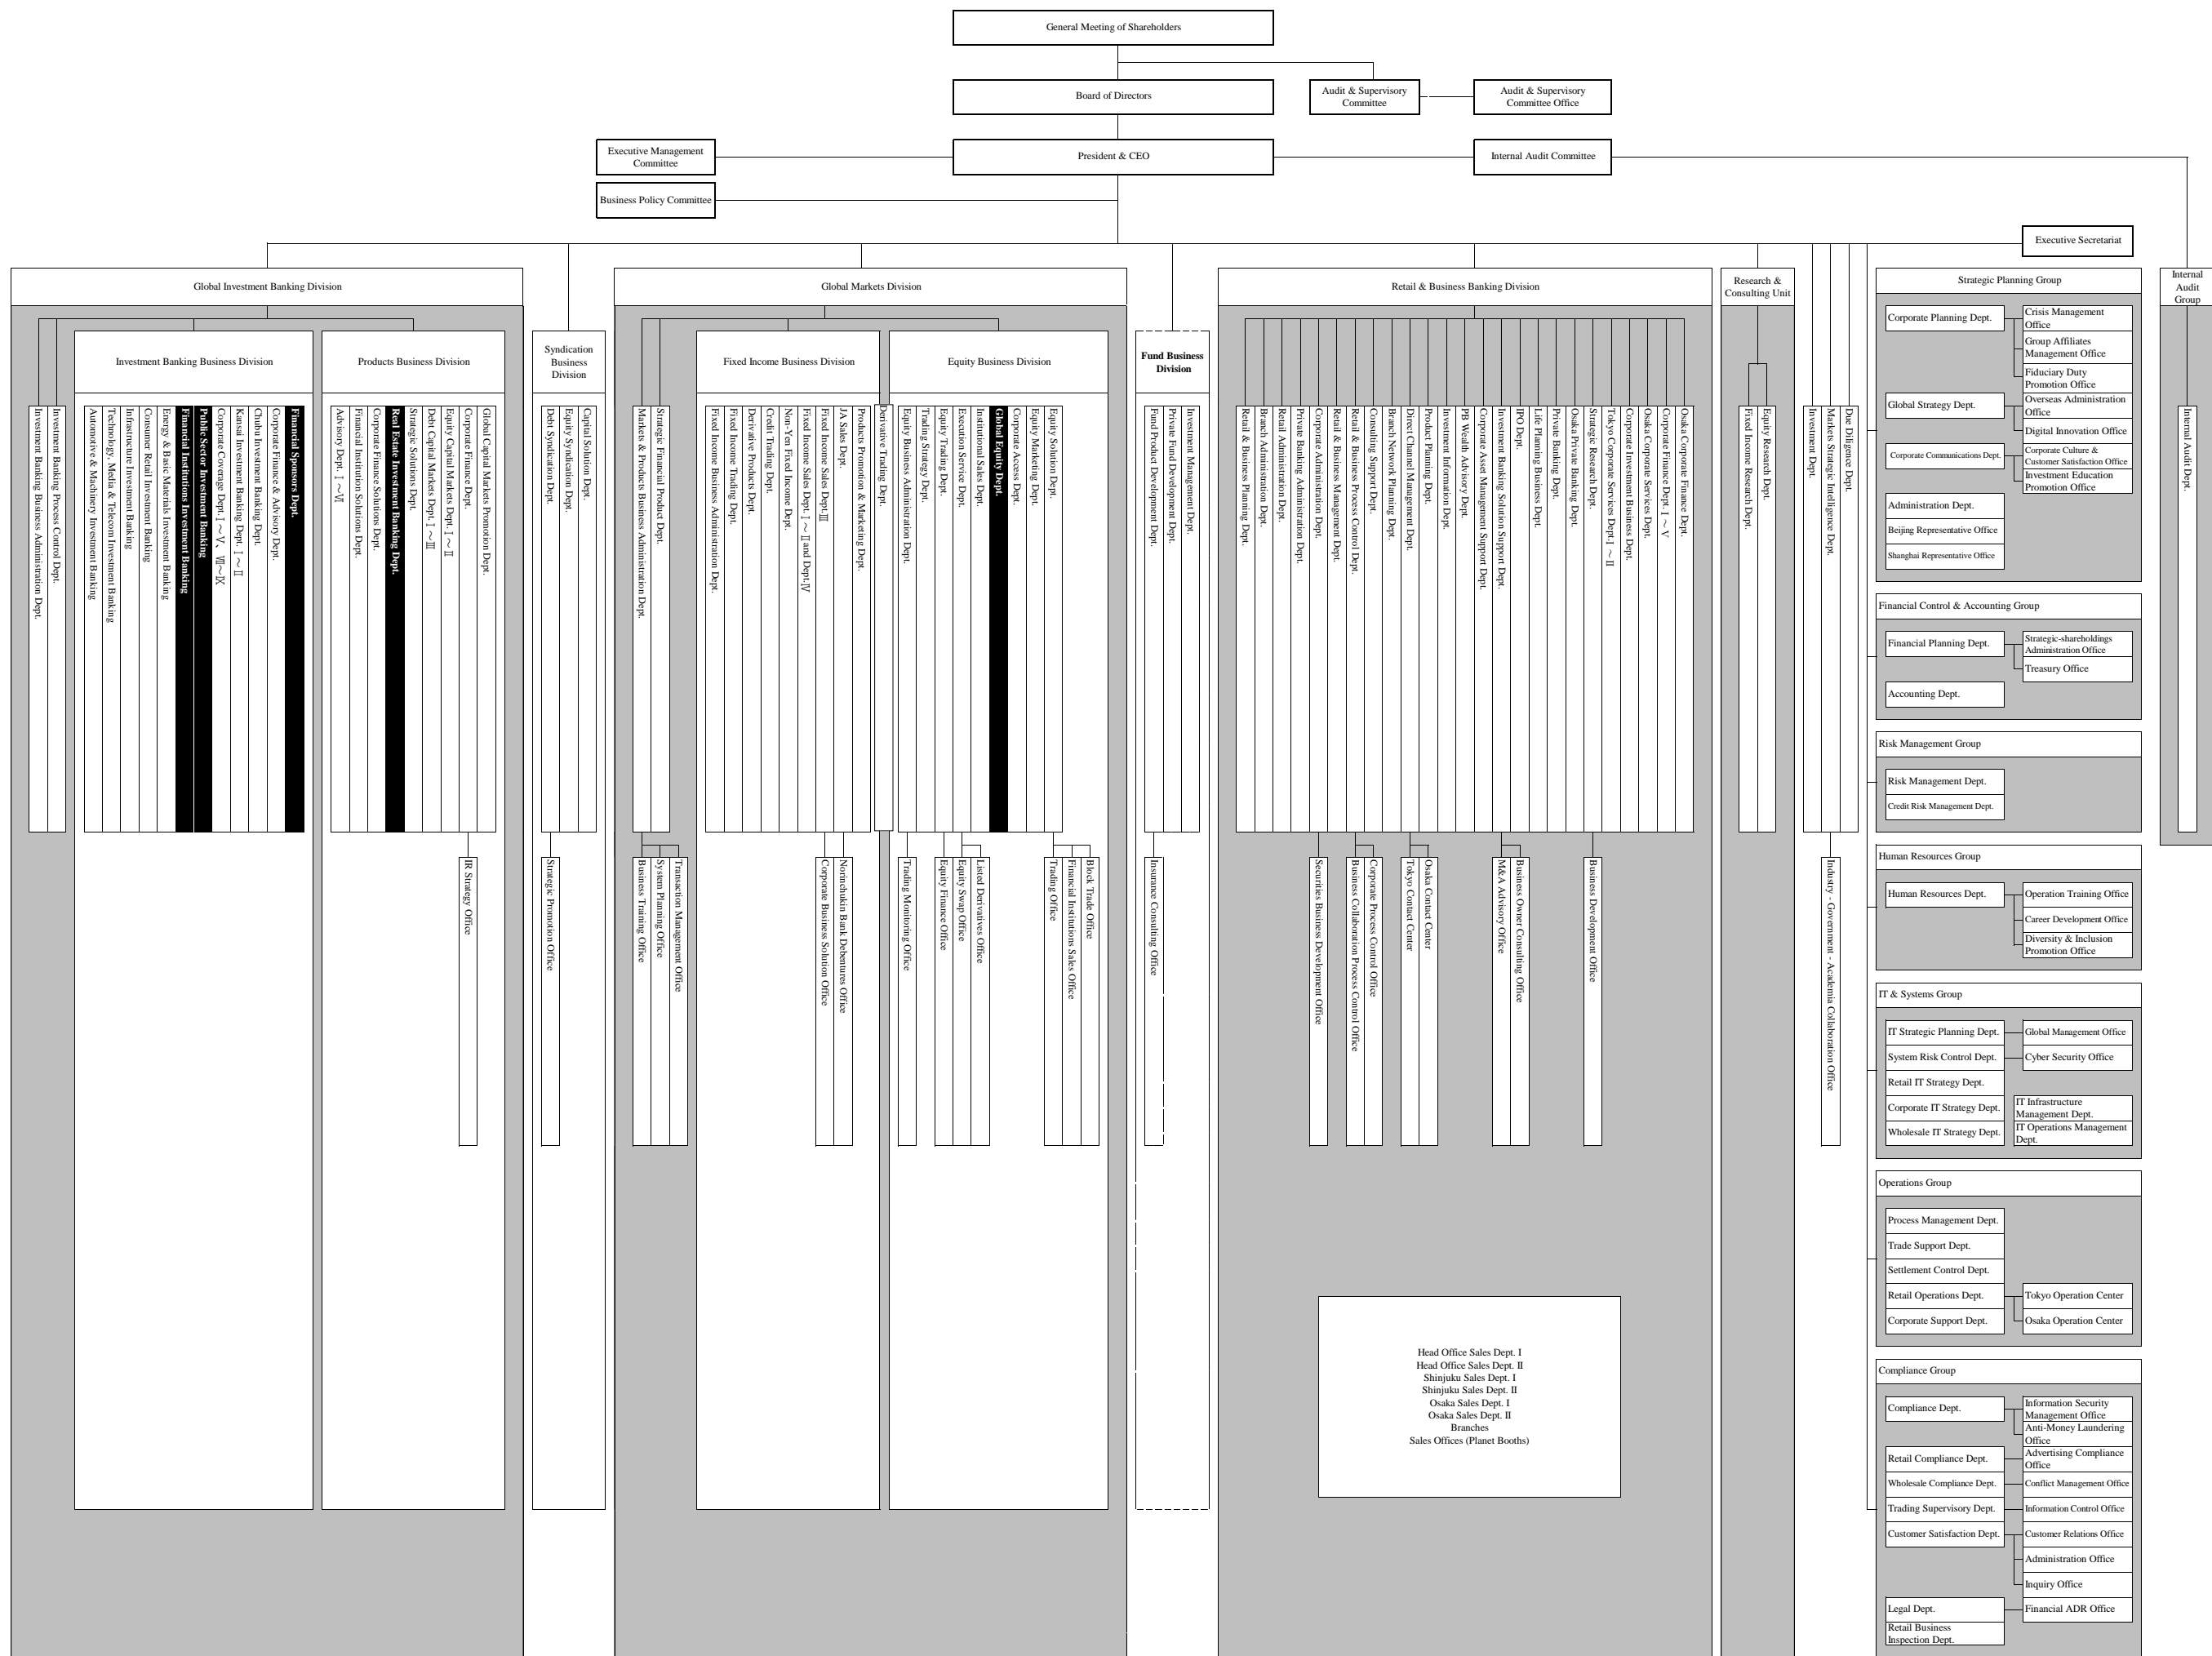 General Meeting of Shareholders
Board of Directors
Audit & Supervisory
Committee
Audit & Supervisory
Committee Office
Executive Management
Committee
President & CEO
Internal Audit Committee
Business Policy Committee
Executive Secretariat
Global Investment Banking Division
Investment Banking Business Administration Dept.
Investment Banking Process Control Dept.
Investment Banking Business Division
Automotive & Machinery Investment Banking
Technology, Media & Telecom Investment Banking
Infrastructure Investment Banking
Consumer Retail Investment Banking
Energy & Basic Materials Investment Banking
Financial Institutions Investment Banking
Public Sector Investment Banking
Corporate Coverage Dept. Ⅰ～Ⅴ、Ⅶ～Ⅸ
Kansai Investment Banking Dept. Ⅰ～Ⅱ
Chubu Investment Banking Dept.
Corporate Finance & Advisory Dept.
Financial Sponsors Dept.
Products Business Division
Advisory Dept. Ⅰ～Ⅵ
Financial Institution Solutions Dept.
Corporate Finance Solutions Dept.
Real Estate Investment Banking Dept.
Strategic Solutions Dept.
Debt Capital Markets Dept. Ⅰ～Ⅲ
Equity Capital Markets Dept. Ⅰ～Ⅱ
Corporate Finance Dept.
Global Capital Markets Promotion Dept.
IR Strategy Office
Syndication
Business
Division
Debt Syndication Dept.
Equity Syndication Dept.
Capital Solution Dept.
Strategic Promotion Office
Global Markets Division
Markets & Products Business Administration Dept.
Strategic Financial Product Dept.
Business Training Office
System Planning Office
Transaction Management Office
Fixed Income Business Division
Fixed Income Business Administration Dept.
Fixed Income Trading Dept.
Derivative Products Dept.
Credit Trading Dept.
Non-Yen Fixed Income Dept.
Fixed Income Sales Dept.Ⅰ～Ⅱ and Dept.Ⅳ
Fixed Income Sales Dept.Ⅲ
JA Sales Dept.
Products Promotion & Marketing Dept.
Corporate Business Solution Office
Norinchukin Bank Debentures Office
Derivative Trading Dept.
Equity Business Division
Equity Business Administration Dept.
Trading Strategy Dept.
Equity Trading Dept.
Execution Service Dept.
Institutional Sales Dept.
Global Equity Dept.
Corporate Access Dept.
Equity Marketing Dept.
Equity Solution Dept.
Trading Monitoring Office
Equity Finance Office
Equity Swap Office
Listed Derivatives Office
Trading Office
Financial Institutions Sales Office
Block Trade Office
Fund Business
Division
Fund Product Development Dept.
Private Fund Development Dept.
Investment Management Dept.
Insurance Consulting Office
Retail & Business Banking Division
Retail & Business Planning Dept.
Branch Administration Dept.
Retail Administration Dept.
Private Banking Administration Dept.
Corporate Administration Dept.
Retail & Business Management Dept.
Retail & Business Process Control Dept.
Consulting Support Dept.
Branch Network Planning Dept.
Direct Channel Management Dept.
Product Planning Dept.
Investment Information Dept.
PB Wealth Advisory Dept.
Corporate Asset Management Support Dept.
Investment Banking Solution Support Dept.
IPO Dept.
Life Planning Business Dept.
Private Banking Dept.
Osaka Private Banking Dept.
Strategic Research Dept.
Tokyo Corporate Services Dept.Ⅰ～Ⅱ
Corporate Investment Business Dept.
Osaka Corporate Services Dept.
Corporate Finance Dept. Ⅰ～Ⅴ
Osaka Corporate Finance Dept.
Securities Business Development Office
Business Collaboration Process Control Office
Corporate Process Control Office
Tokyo Contact Center
Osaka Contact Center
M&A Advisory Office
Business Owner Consulting Office
Business Development Office
Head Office Sales Dept. I
Head Office Sales Dept. II
Shinjuku Sales Dept. I
Shinjuku Sales Dept. II
Osaka Sales Dept. I
Osaka Sales Dept. II
Branches
Sales Offices (Planet Booths)
Research &
Consulting Unit
Fixed Income Research Dept.
Equity Research Dept.
Investment Dept.
Markets Strategic Intelligence Dept.
Due Diligence Dept.
Industry - Government - Academia Collaboration Office
Strategic Planning Group
Corporate Planning Dept.
Crisis Management
Office
Group Affiliates
Management Office
Fiduciary Duty
Promotion Office
Global Strategy Dept.
Overseas Administration
Office
Digital Innovation Office
Corporate Communications Dept.
Corporate Culture &
Customer Satisfaction Office
Investment Education
Promotion Office
Administration Dept.
Beijing Representative Office
Shanghai Representative Office
Financial Control & Accounting Group
Financial Planning Dept.
Strategic-shareholdings
Administration Office
Treasury Office
Accounting Dept.
Risk Management Group
Risk Management Dept.
Credit Risk Management Dept.
Human Resources Group
Human Resources Dept.
Operation Training Office
Career Development Office
Diversity & Inclusion
Promotion Office
IT & Systems Group
IT Strategic Planning Dept.
Global Management Office
System Risk Control Dept.
Cyber Security Office
Retail IT Strategy Dept.
Corporate IT Strategy Dept.
IT Infrastructure
Management Dept.
Wholesale IT Strategy Dept.
IT Operations Management
Dept.
Operations Group
Process Management Dept.
Trade Support Dept.
Settlement Control Dept.
Retail Operations Dept.
Tokyo Operation Center
Corporate Support Dept.
Osaka Operation Center
Compliance Group
Compliance Dept.
Information Security
Management Office
Anti-Money Laundering
Office
Retail Compliance Dept.
Advertising Compliance
Office
Wholesale Compliance Dept.
Conflict Management Office
Trading Supervisory Dept.
Information Control Office
Customer Satisfaction Dept.
Customer Relations Office
Administration Office
Inquiry Office
Legal Dept.
Financial ADR Office
Retail Business
Inspection Dept.
Internal
Audit
Group
Internal Audit Dept.